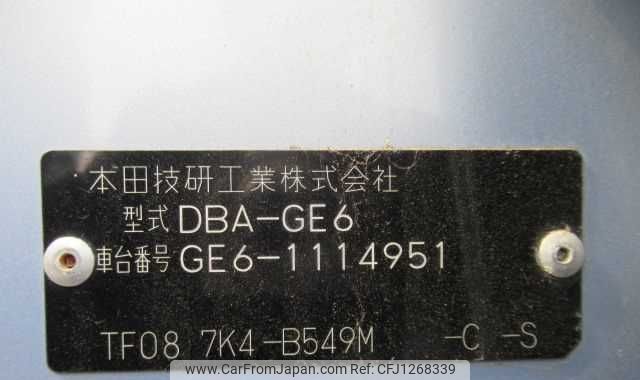 本田技研工業株式会社
型式 DBA-GE6
車台番号 GE6-1114951
TF08 7K4-B549M -C -S
www.CarFromJapan.com [CFJ1268339]